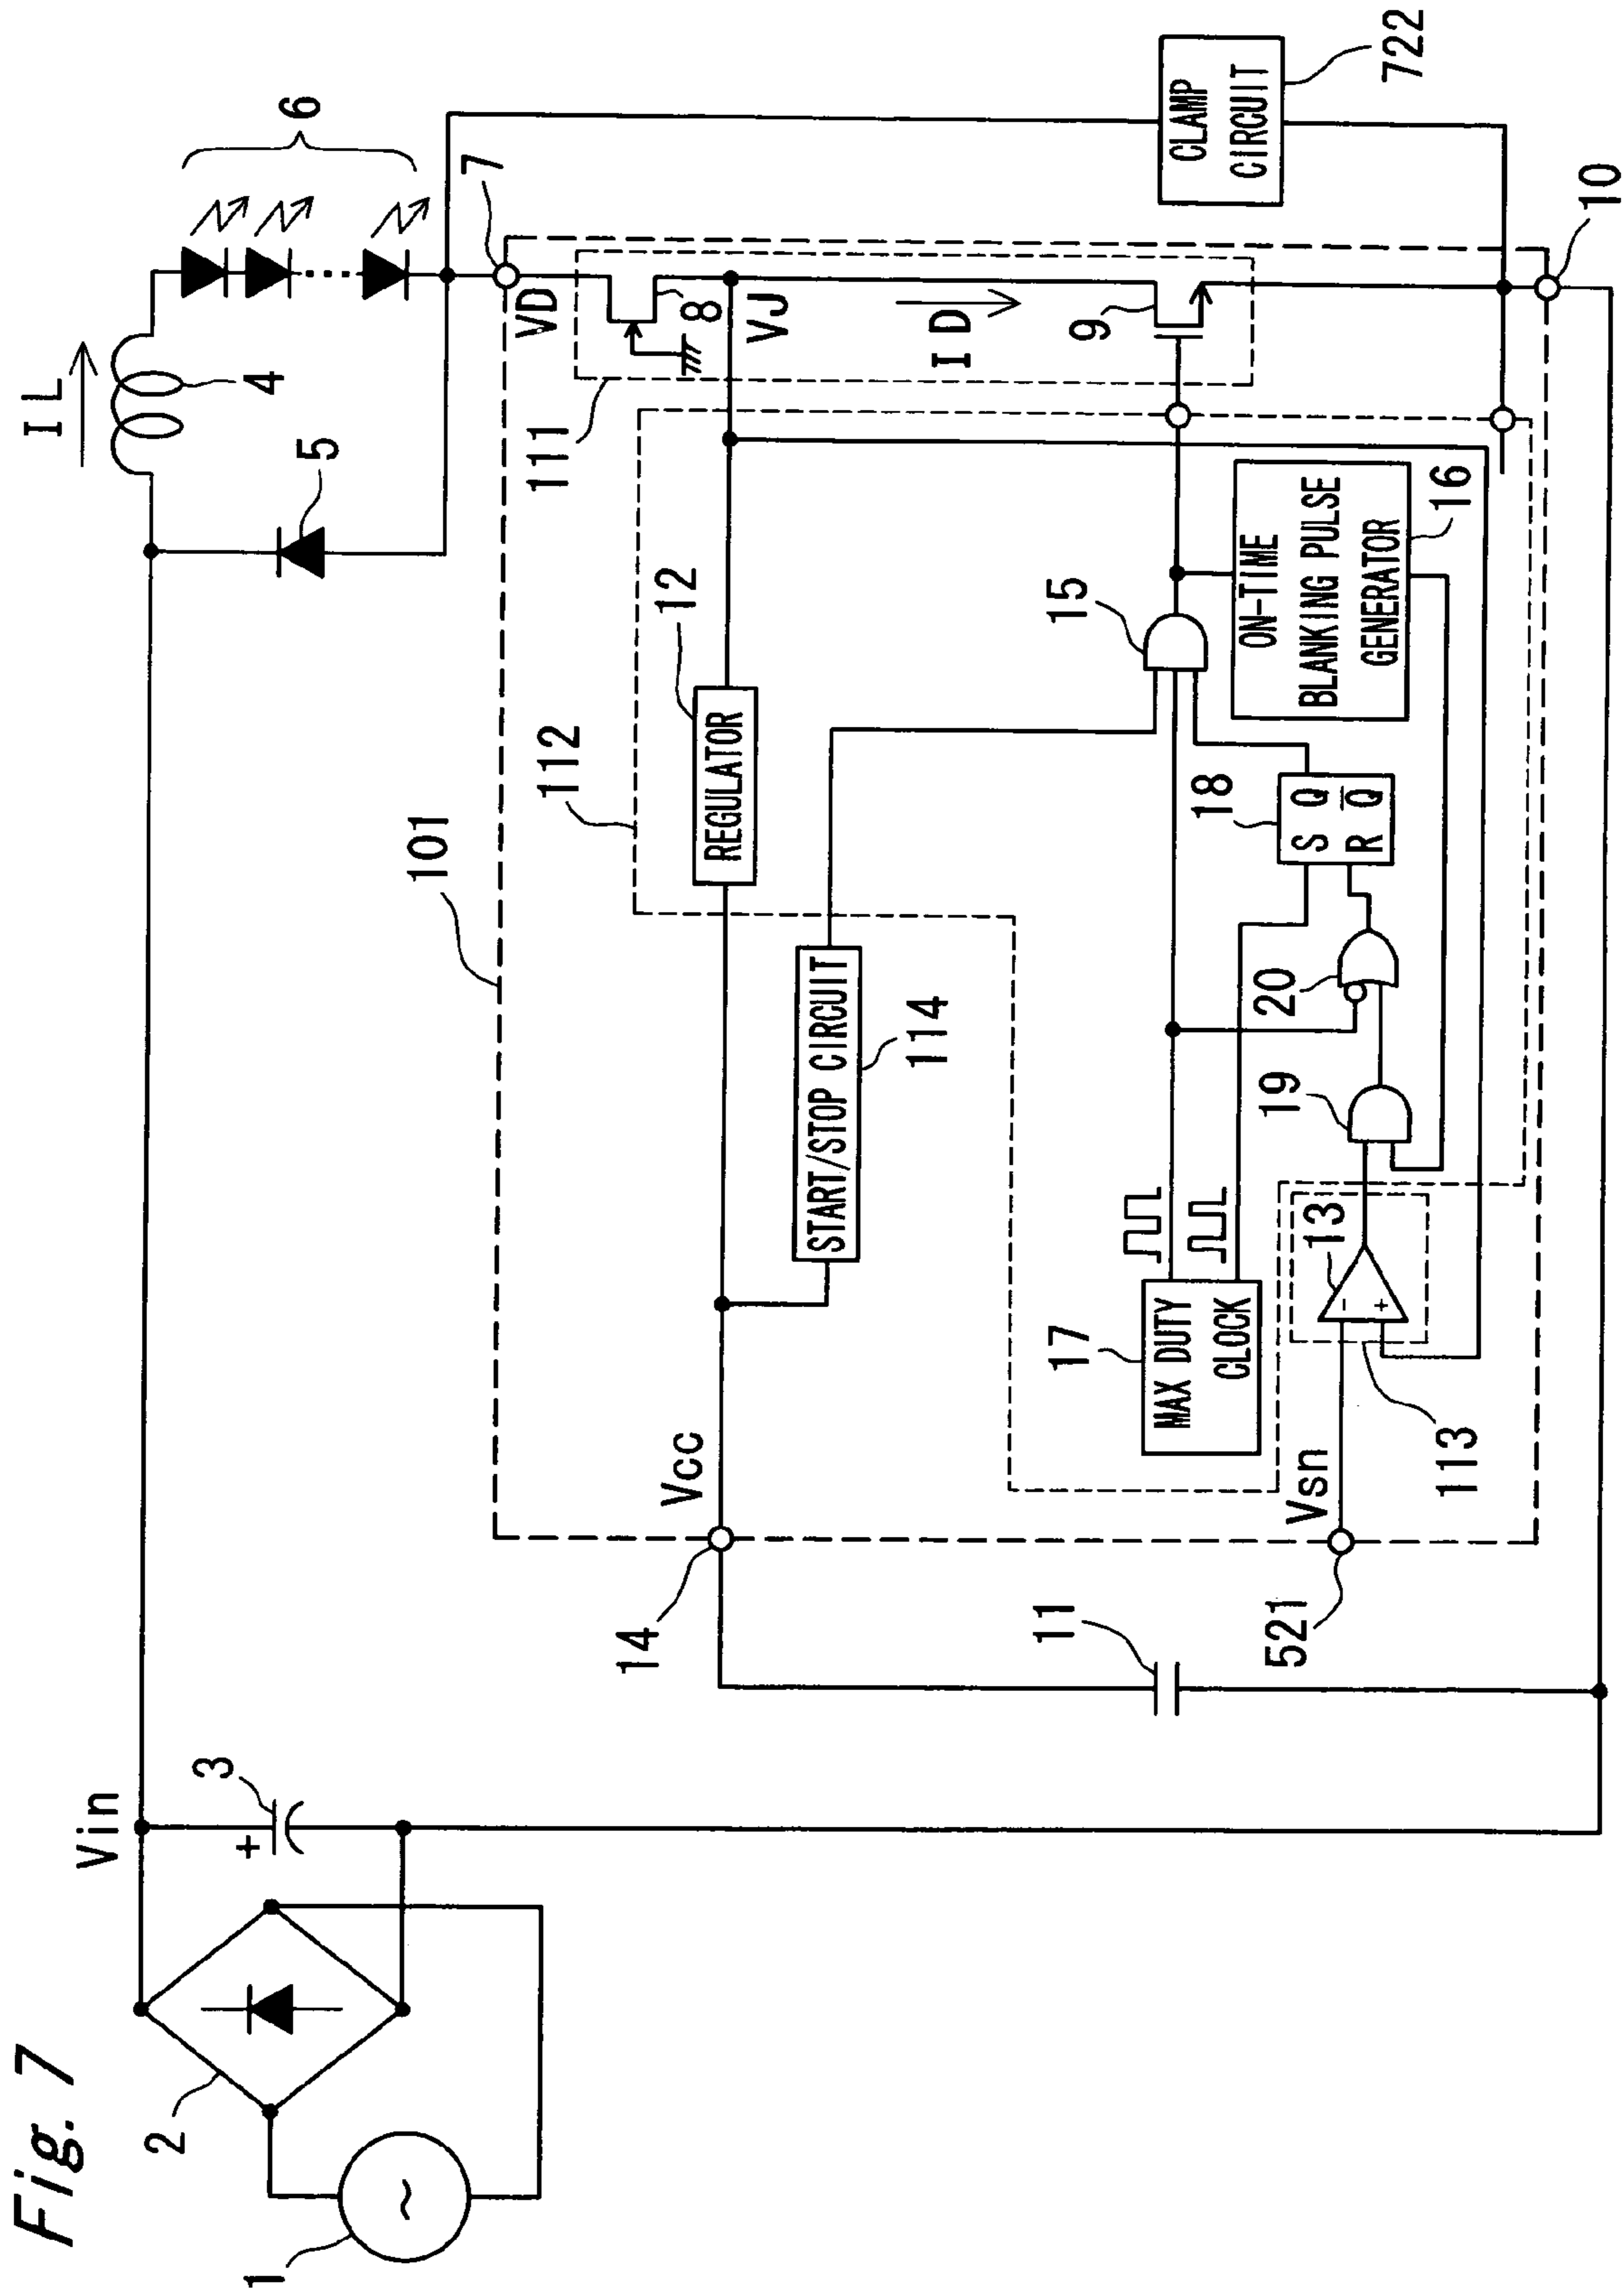 Fig. 7
1
2
Vin
3
+
IL
4
5
6
7
VD
8
VJ
ID
9
111
10
CLAMP
CIRCUIT
722
101
112
12
REGULATOR
START/STOP CIRCUIT
114
Vcc
14
11
15
ON-TIME
BLANKING PULSE
GENERATOR
16
17
MAX DUTY
CLOCK
18
S Q
R Q̅
20
19
13
-
+
113
Vsn
521
~